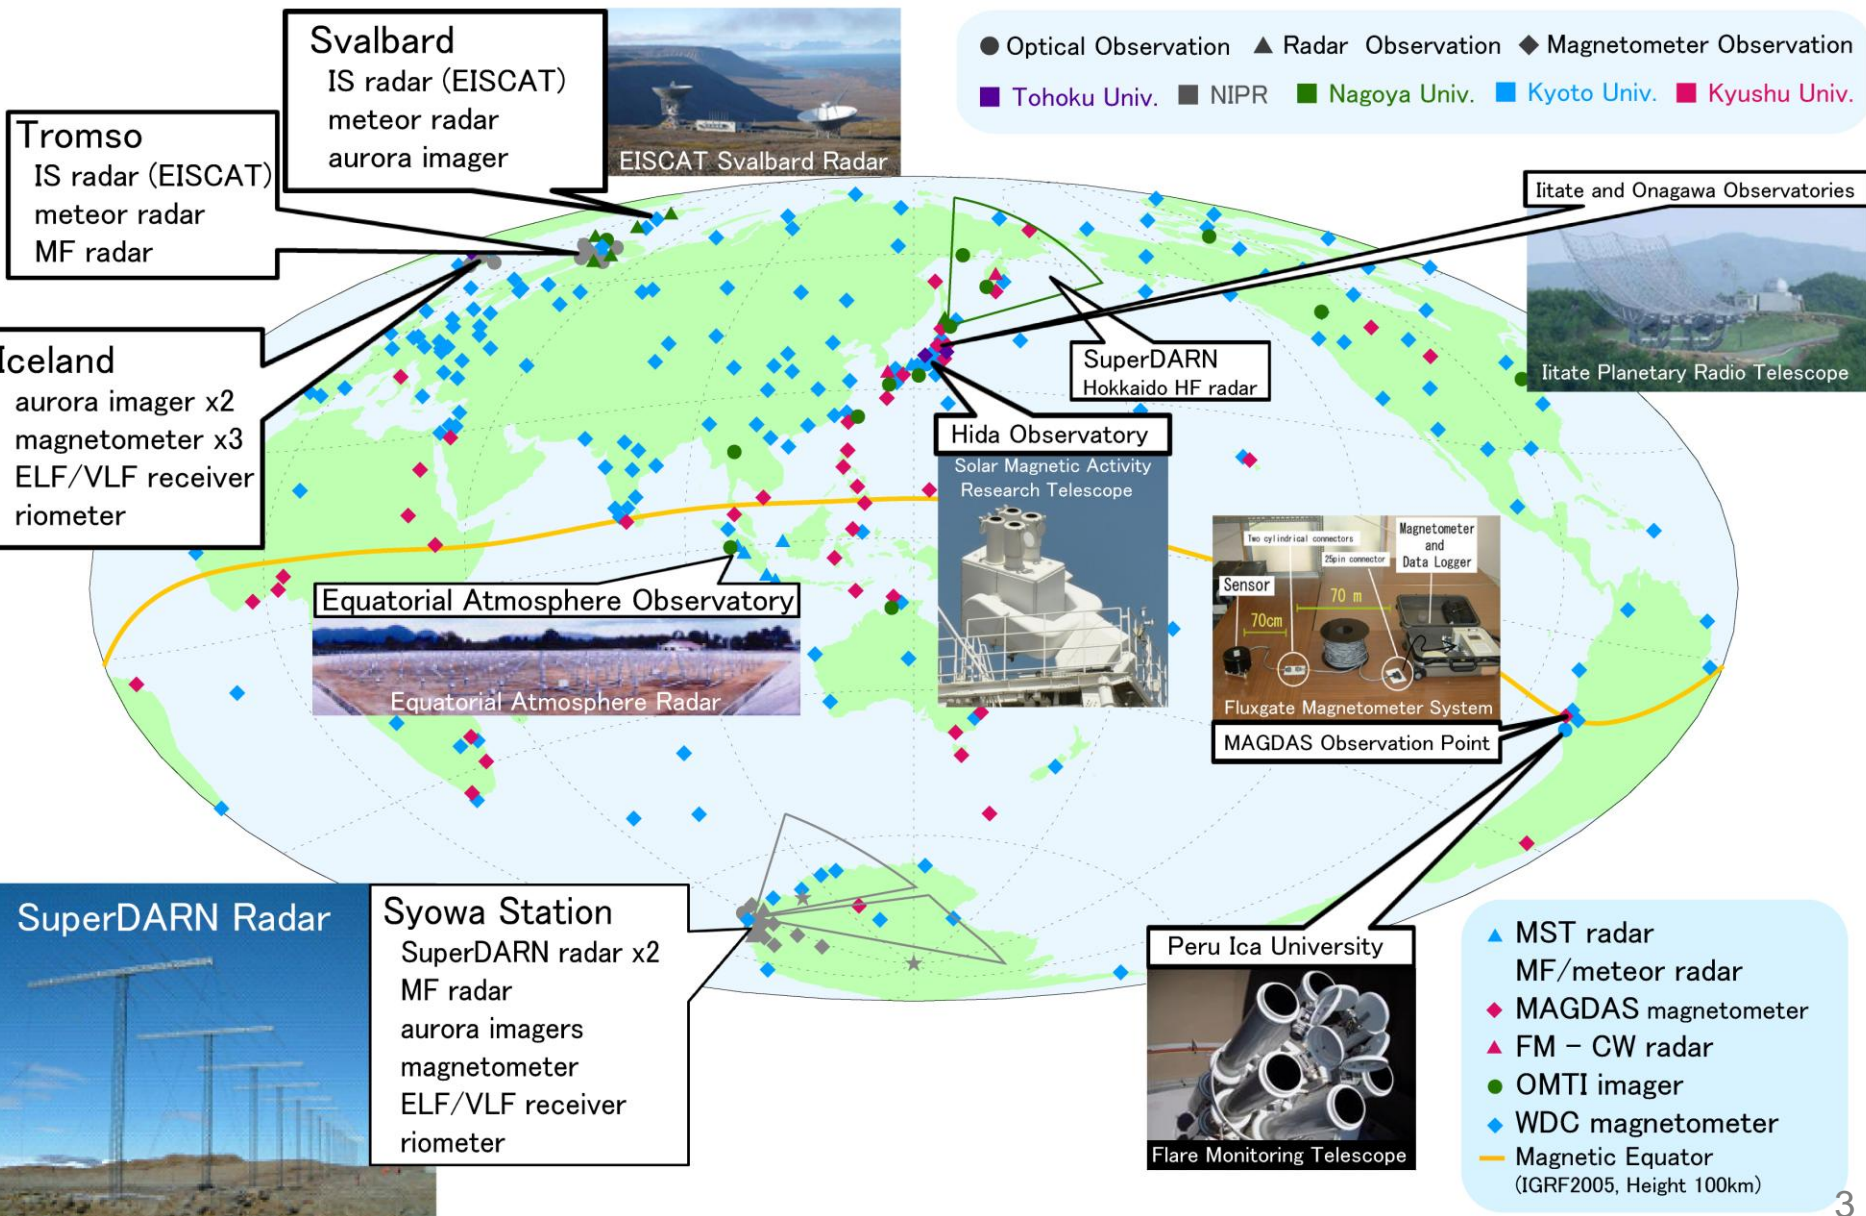 Svalbard
IS radar (EISCAT)
meteor radar
aurora imager
EISCAT Svalbard Radar
● Optical Observation ▲ Radar Observation ◆ Magnetometer Observation
■ Tohoku Univ. ■ NIPR ■ Nagoya Univ. ■ Kyoto Univ. ■ Kyushu Univ.
Tromso
IS radar (EISCAT)
meteor radar
MF radar
Iitate and Onagawa Observatories
Iitate Planetary Radio Telescope
Iceland
aurora imager x2
magnetometer x3
ELF/VLF receiver
riometer
SuperDARN
Hokkaido HF radar
Hida Observatory
Solar Magnetic Activity
Research Telescope
Equatorial Atmosphere Observatory
Equatorial Atmosphere Radar
Two cylindrical connectors
25pin connector
Magnetometer
and
Data Logger
Sensor
70 m
70cm
Fluxgate Magnetometer System
MAGDAS Observation Point
SuperDARN Radar
Syowa Station
SuperDARN radar x2
MF radar
aurora imagers
magnetometer
ELF/VLF receiver
riometer
Peru Ica University
Flare Monitoring Telescope
▲ MST radar
MF/meteor radar
◆ MAGDAS magnetometer
▲ FM – CW radar
● OMTI imager
◆ WDC magnetometer
Magnetic Equator
(IGRF2005, Height 100km)
3